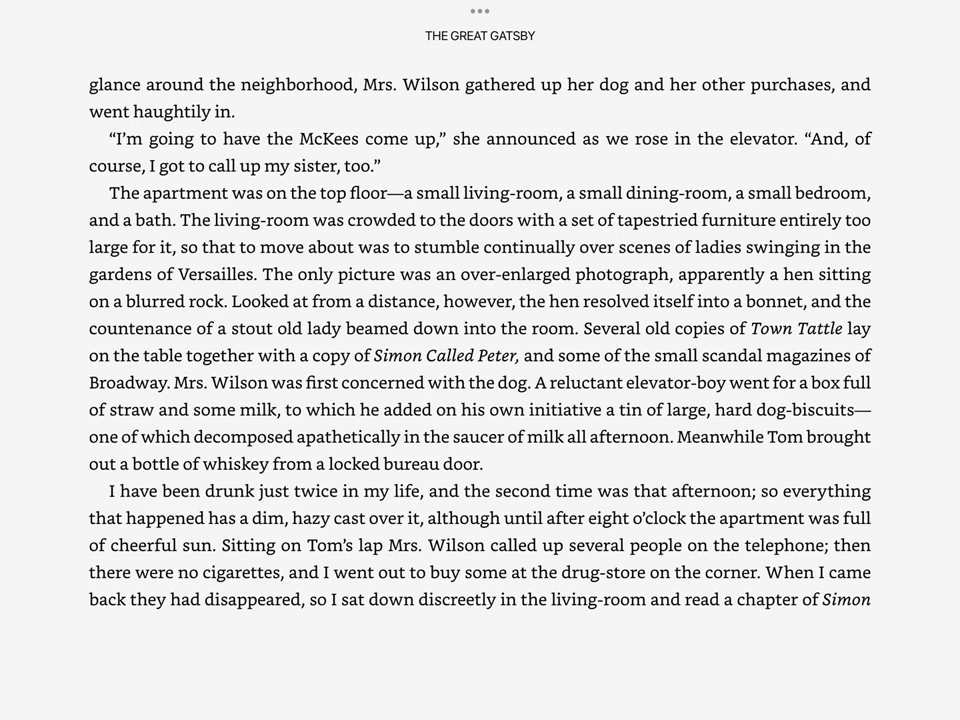 THE GREAT GATSBY
glance around the neighborhood, Mrs. Wilson gathered up her dog and her other purchases, and
went haughtily in.
“I’m going to have the McKees come up,” she announced as we rose in the elevator. “And, of
course, I got to call up my sister, too.”
The apartment was on the top floor—a small living-room, a small dining-room, a small bedroom,
and a bath. The living-room was crowded to the doors with a set of tapestried furniture entirely too
large for it, so that to move about was to stumble continually over scenes of ladies swinging in the
gardens of Versailles. The only picture was an over-enlarged photograph, apparently a hen sitting
on a blurred rock. Looked at from a distance, however, the hen resolved itself into a bonnet, and the
countenance of a stout old lady beamed down into the room. Several old copies of Town Tattle lay
on the table together with a copy of Simon Called Peter, and some of the small scandal magazines of
Broadway. Mrs. Wilson was first concerned with the dog. A reluctant elevator-boy went for a box full
of straw and some milk, to which he added on his own initiative a tin of large, hard dog-biscuits—
one of which decomposed apathetically in the saucer of milk all afternoon. Meanwhile Tom brought
out a bottle of whiskey from a locked bureau door.
I have been drunk just twice in my life, and the second time was that afternoon; so everything
that happened has a dim, hazy cast over it, although until after eight o’clock the apartment was full
of cheerful sun. Sitting on Tom’s lap Mrs. Wilson called up several people on the telephone; then
there were no cigarettes, and I went out to buy some at the drug-store on the corner. When I came
back they had disappeared, so I sat down discreetly in the living-room and read a chapter of Simon